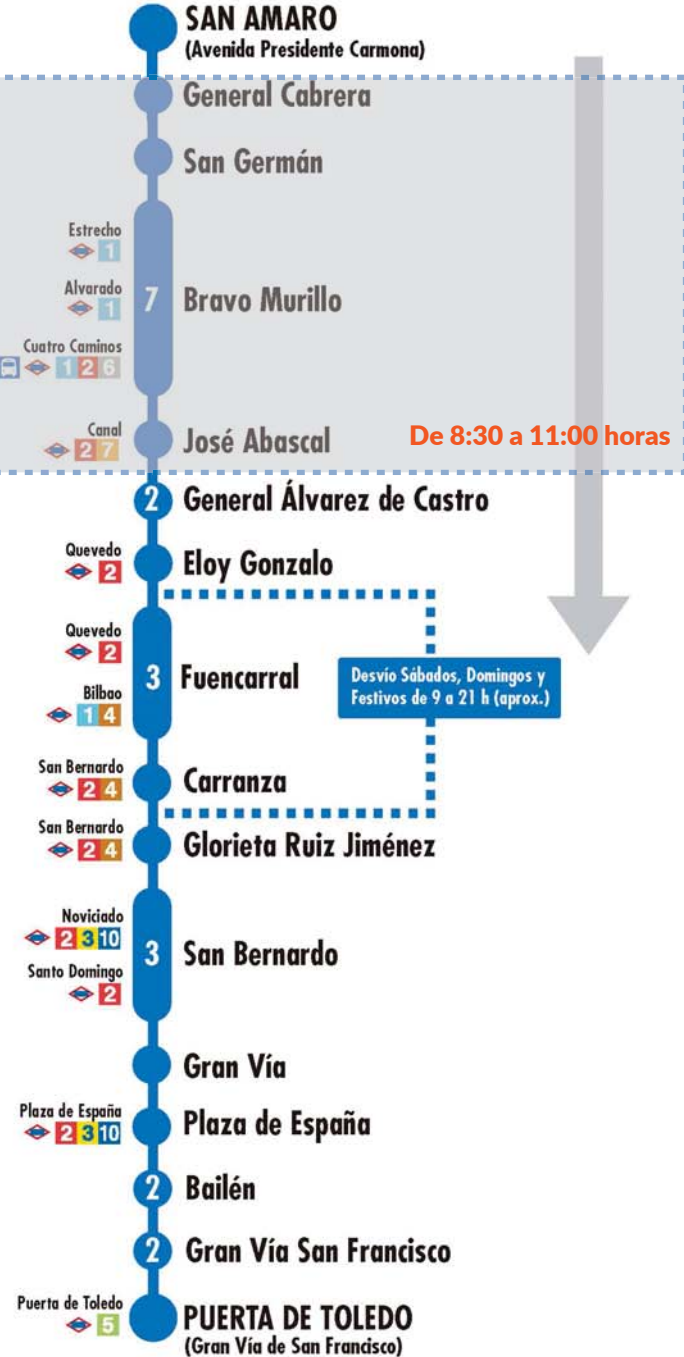 SAN AMARO
(Avenida Presidente Carmona)
General Cabrera
San Germán
Estrecho
1
Alvarado
1
7 Bravo Murillo
Cuatro Caminos
1 2 6
Canal
2 7
José Abascal
De 8:30 a 11:00 horas
2 General Álvarez de Castro
Quevedo
2
Eloy Gonzalo
Quevedo
2
3 Fuencarral
Desvío Sábados, Domingos y
Festivos de 9 a 21 h (aprox.)
Bilbao
1 4
San Bernardo
2 4
Carranza
San Bernardo
2 4
Glorieta Ruiz Jiménez
Noviciado
2 3 10
3 San Bernardo
Santo Domingo
2
Gran Vía
Plaza de España
2 3 10
Plaza de España
2 Bailén
2 Gran Vía San Francisco
Puerta de Toledo
5
PUERTA DE TOLEDO
(Gran Vía de San Francisco)